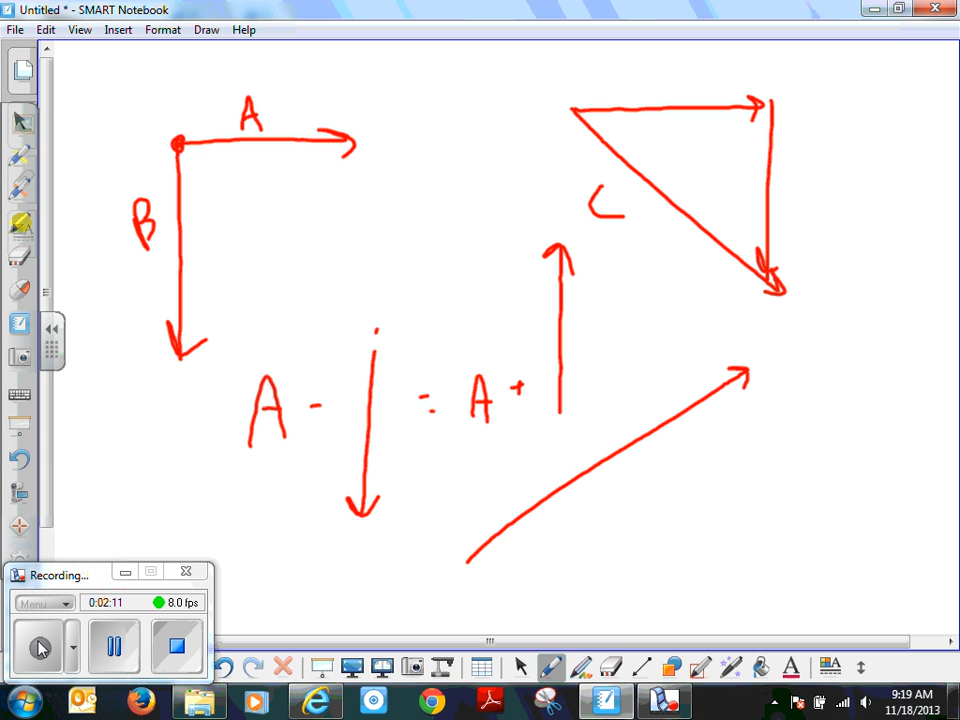 Untitled * - SMART Notebook
File Edit View Insert Format Draw Help
A
B
C
A - = A +
Recording...
Menu
0:02:11 8.0 fps
9:19 AM
11/18/2013